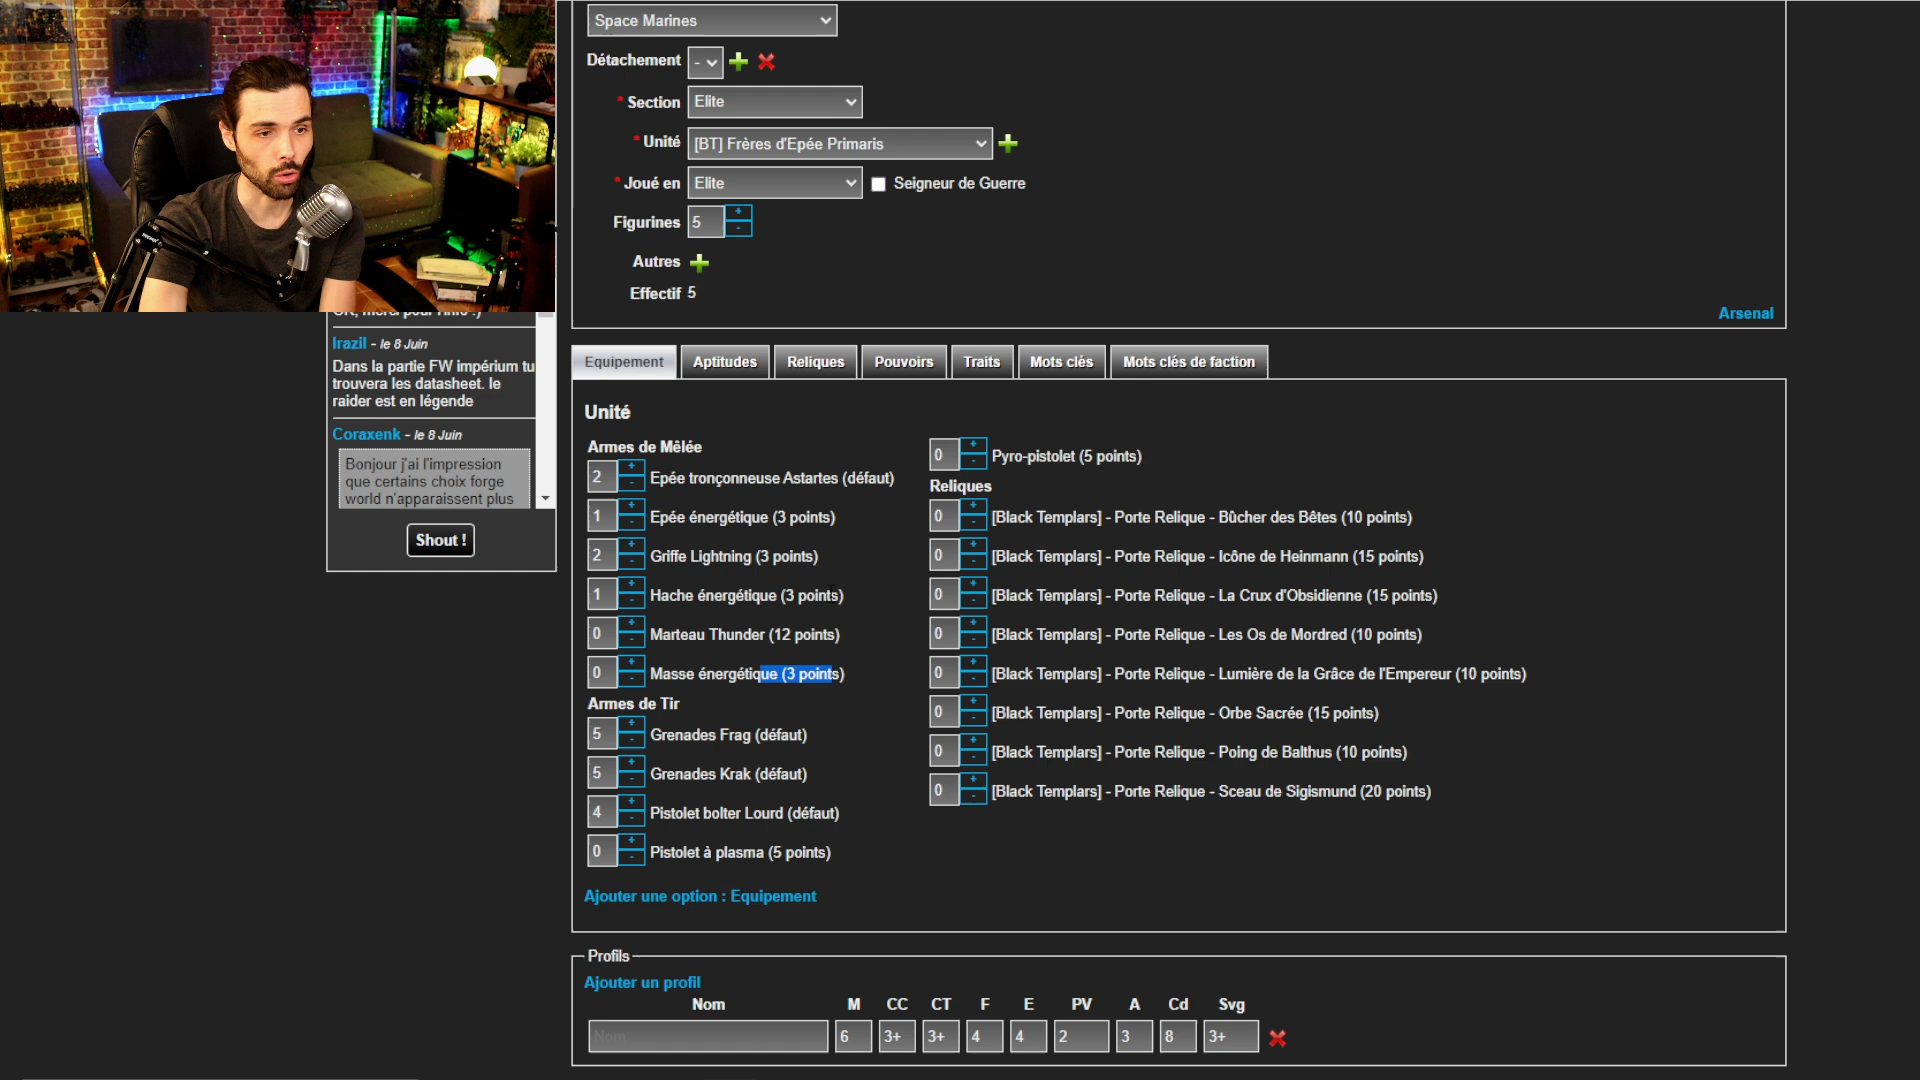 Space Marines
Détachement -
* Section Elite
* Unité [BT] Frères d'Epée Primaris
* Joué en Elite Seigneur de Guerre
Figurines 5 + -
Autres
Effectif 5
Arsenal
OK, merci pour l'info :)
Irazil - le 8 Juin
Dans la partie FW impérium tu
trouvera les datasheet. le
raider est en légende
Coraxenk - le 8 Juin
Bonjour j'ai l'impression
que certains choix forge
world n'apparaissent plus
Shout !
Equipement Aptitudes Reliques Pouvoirs Traits Mots clés Mots clés de faction
Unité
Armes de Mêlée
2 + - Epée tronçonneuse Astartes (défaut)
1 + - Epée énergétique (3 points)
2 + - Griffe Lightning (3 points)
1 + - Hache énergétique (3 points)
0 + - Marteau Thunder (12 points)
0 + - Masse énergétique (3 points)
Armes de Tir
5 + - Grenades Frag (défaut)
5 + - Grenades Krak (défaut)
4 + - Pistolet bolter Lourd (défaut)
0 + - Pistolet à plasma (5 points)
0 + - Pyro-pistolet (5 points)
Reliques
0 + - [Black Templars] - Porte Relique - Bûcher des Bêtes (10 points)
0 + - [Black Templars] - Porte Relique - Icône de Heinmann (15 points)
0 + - [Black Templars] - Porte Relique - La Crux d'Obsidienne (15 points)
0 + - [Black Templars] - Porte Relique - Les Os de Mordred (10 points)
0 + - [Black Templars] - Porte Relique - Lumière de la Grâce de l'Empereur (10 points)
0 + - [Black Templars] - Porte Relique - Orbe Sacrée (15 points)
0 + - [Black Templars] - Porte Relique - Poing de Balthus (10 points)
0 + - [Black Templars] - Porte Relique - Sceau de Sigismund (20 points)
Ajouter une option : Equipement
Profils
Ajouter un profil
Nom M CC CT F E PV A Cd Svg
Nom 6 3+ 3+ 4 4 2 3 8 3+